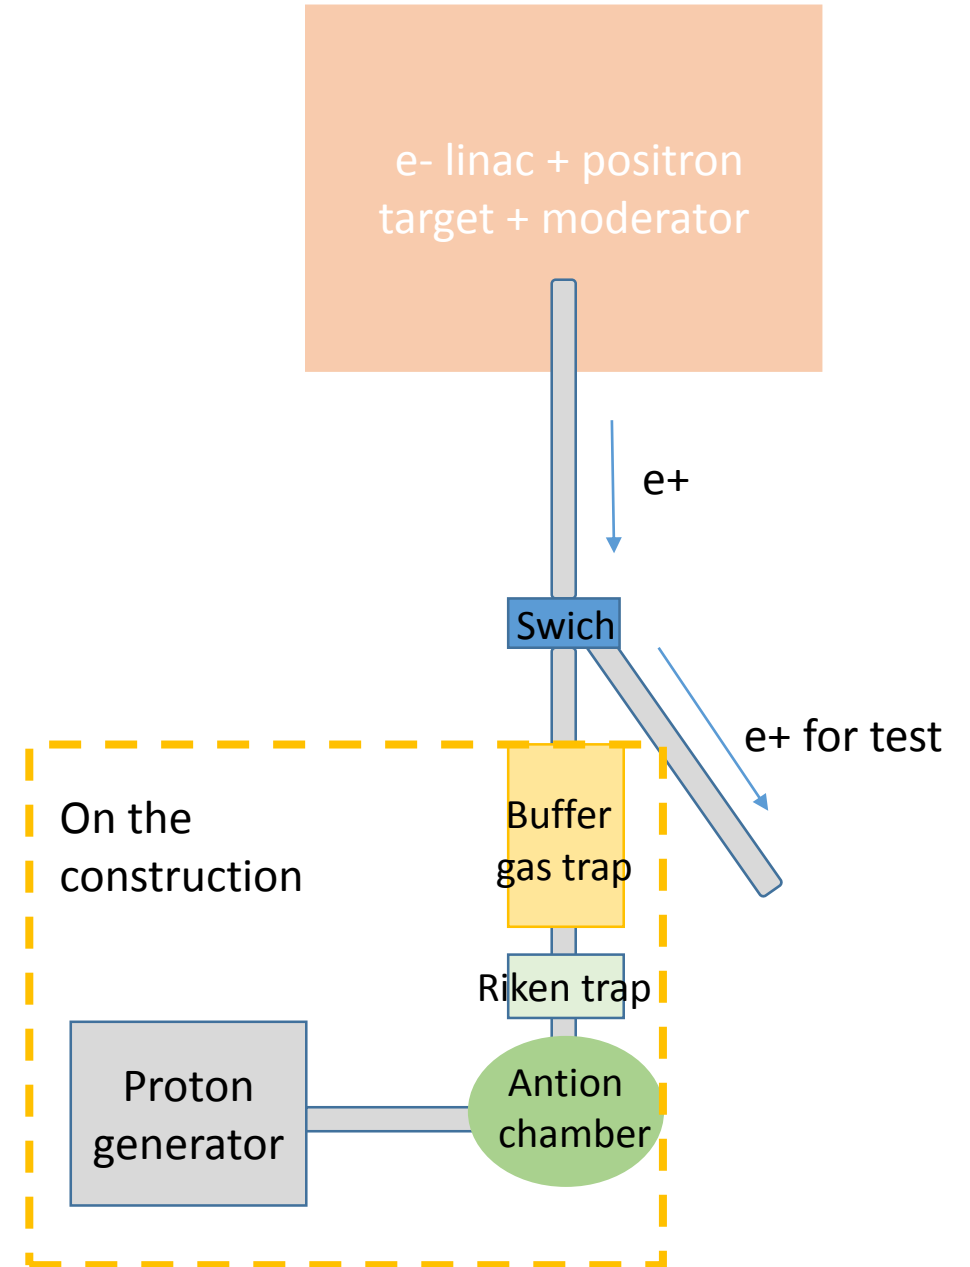 e- linac + positron
target + moderator
e+
Swich
e+ for test
On the
construction
Buffer
gas trap
Riken trap
Proton
generator
Antion
chamber